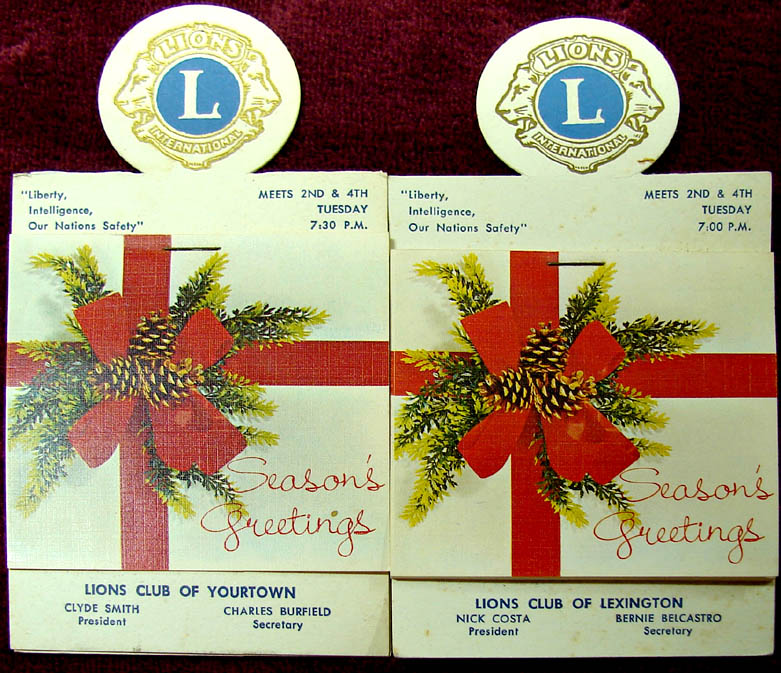 LIONS
L
INTERNATIONAL
"Liberty,
Intelligence,
Our Nations Safety"
MEETS 2ND & 4TH
TUESDAY
7:30 P.M.
Season's
Greetings
LIONS CLUB OF YOURTOWN
CLYDE SMITH
President
CHARLES BURFIELD
Secretary
LIONS
L
INTERNATIONAL
"Liberty,
Intelligence,
Our Nations Safety"
MEETS 2ND & 4TH
TUESDAY
7:00 P.M.
Season's
Greetings
LIONS CLUB OF LEXINGTON
NICK COSTA
President
BERNIE BELCASTRO
Secretary